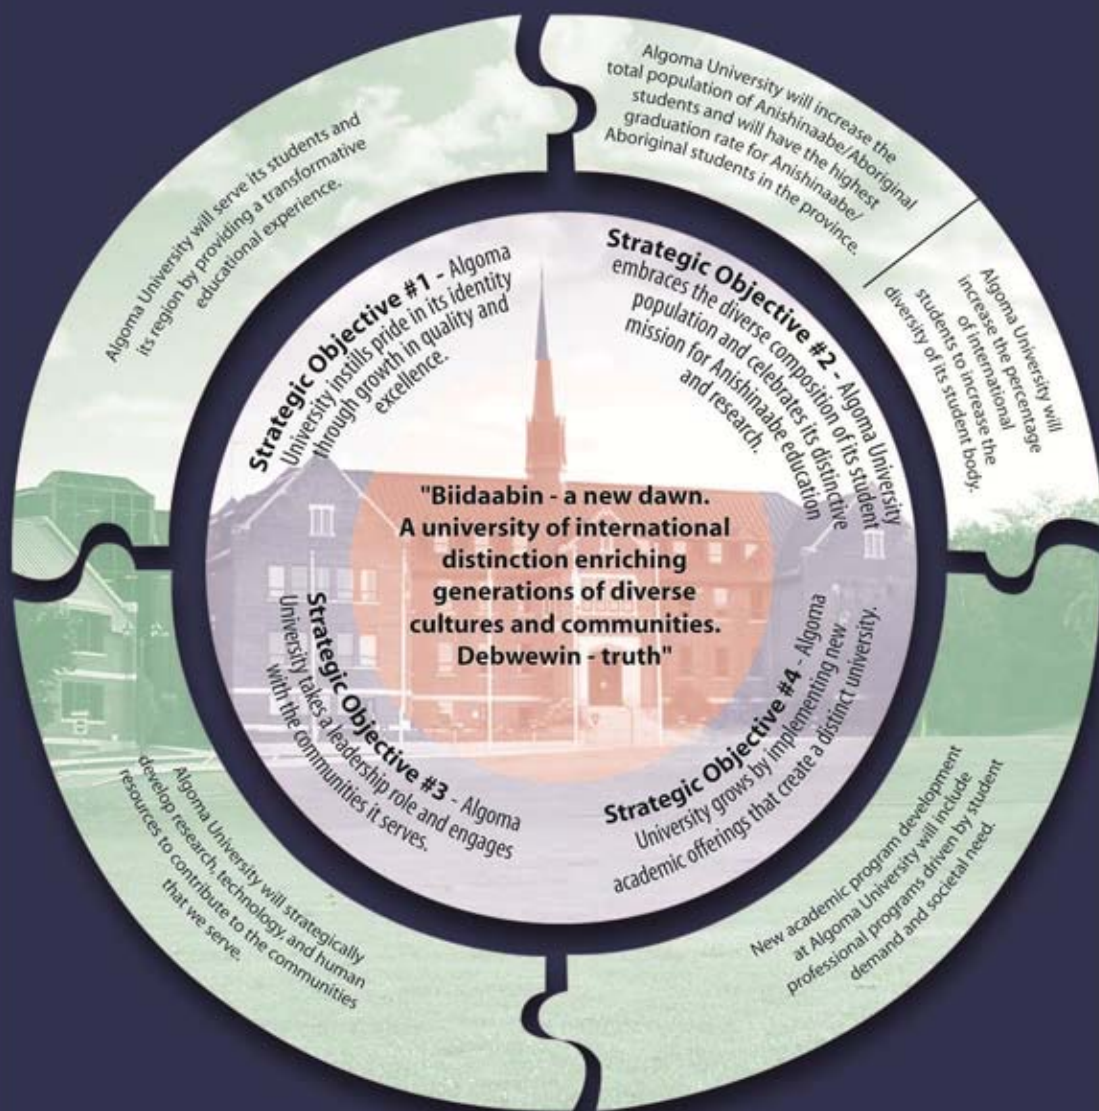 Algoma University will serve its students and
its region by providing a transformative
educational experience.
Algoma University will increase the
total population of Anishinaabe/Aboriginal
students and will have the highest
graduation rate for Anishinaabe/
Aboriginal students in the province.
Algoma University will
increase the percentage
of international
students to increase the
diversity of its student body.
Strategic Objective #1 - Algoma
University instills pride in its identity
through growth in quality and
excellence.
Strategic Objective #2 - Algoma University
embraces the diverse composition of its student
population and celebrates its distinctive
mission for Anishinaabe education
and research.
"Biidaabin - a new dawn.
A university of international
distinction enriching
generations of diverse
cultures and communities.
Debwewin - truth"
Strategic Objective #3 - Algoma
University takes a leadership role and engages
with the communities it serves.
Strategic Objective #4 - Algoma
University grows by implementing new
academic offerings that create a distinct university.
Algoma University will strategically
develop research, technology, and human
resources to contribute to the communities
that we serve.
New academic program development
at Algoma University will include
professional programs driven by student
demand and societal need.